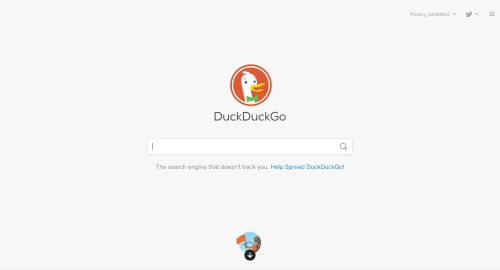 Privacy, simplified.
DuckDuckGo
The search engine that doesn't track you. Help Spread DuckDuckGo!